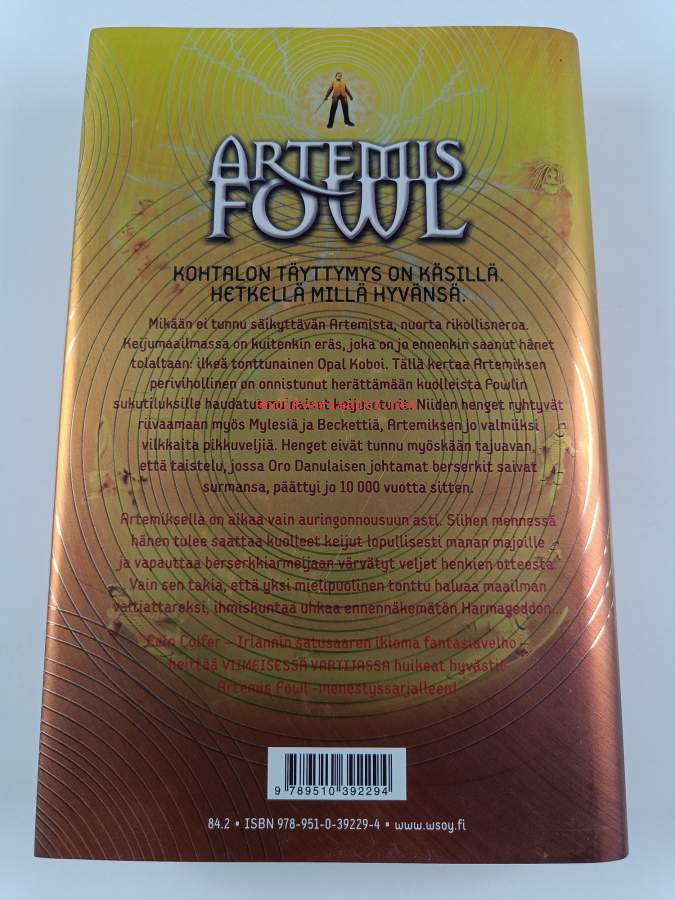 ARTEMIS
FOWL
KOHTALON TÄYTTYMYS ON KÄSILLÄ.
HETKELLÄ MILLÄ HYVÄNSÄ.
Mikään ei tunnu säikyttävän Artemista, nuorta rikollisneroa.
Keijumaailmassa on kuitenkin eräs, joka on jo ennenkin saanut hänet
tolaltaan: ilkeä tonttunainen Opal Koboi. Tällä kertaa Artemiksen
perivihollinen on onnistunut herättämään kuolleista Fowlin
sukutiluksille haudatut muinaiset keijut. Niiden henget ryhtyvät
riivaamaan myös Mylesiä ja Beckettiä, Artemiksen jo valmiiksi
vilkkaita pikkuveljiä. Henget eivät tunnu myöskään tajuavan,
että taistelu, jossa Oro Danulaisen johtamat berserkit saivat
surmansa, päättyi jo 10 000 vuotta sitten.
Artemiksella on aikaa vain auringonnousuun asti. Siihen mennessä
hänen tulee saattaa kuolleet keijut lopullisesti manan majoille
ja vapauttaa berserkkiarmeijaan värvätyt veljet henkien otteesta.
Vain sen takia, että yksi mielipuolinen tonttu haluaa maailman
valtiattareksi, ihmiskuntaa uhkaa ennennäkemätön Harmageddon...
Eoin Colfer – Irlannin satusaaren ikioma fantasiavelho –
heittää VIIMEISESSÄ VARTIJASSA huikeat hyvästit
Artemis Fowl -menestyssarjalleen!
9 789510 392294
84.2 • ISBN 978-951-0-39229-4 • www.wsoy.fi